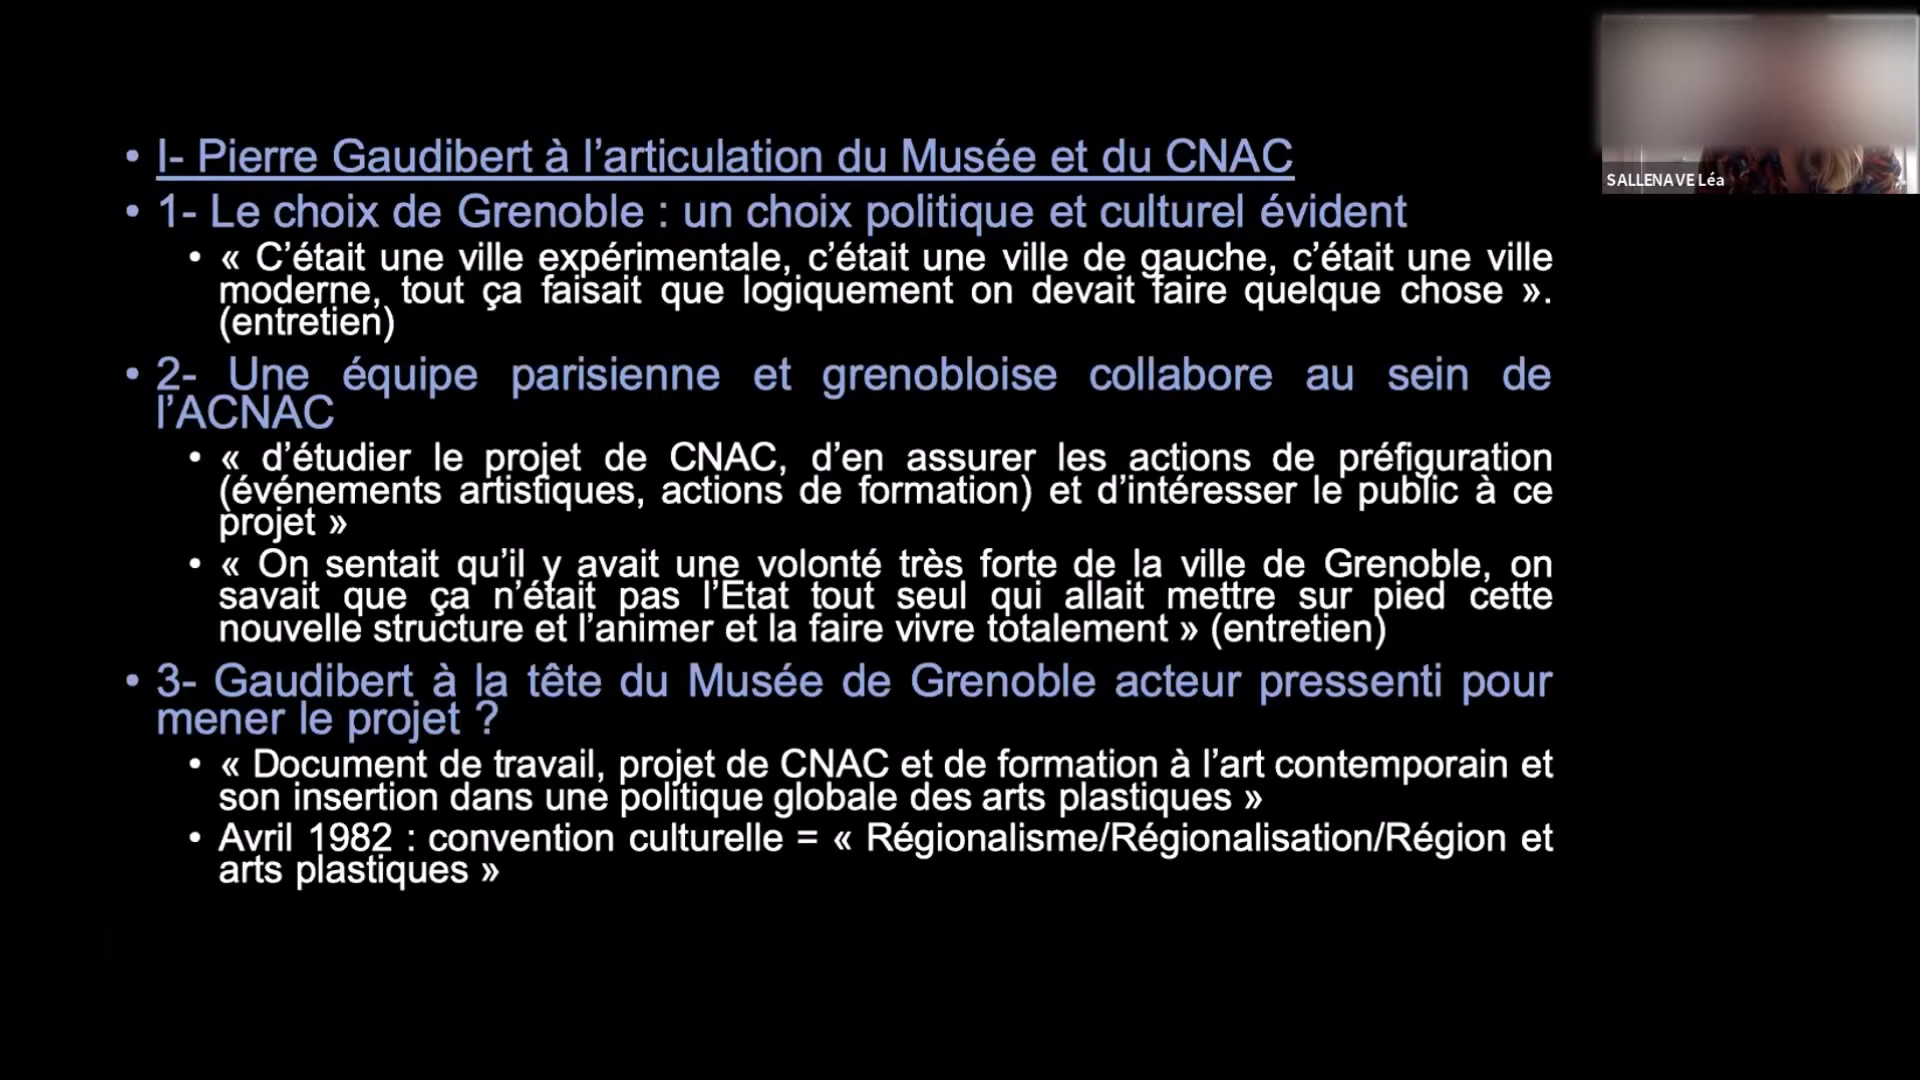 • I- Pierre Gaudibert à l’articulation du Musée et du CNAC
• 1- Le choix de Grenoble : un choix politique et culturel évident
• « C’était une ville expérimentale, c’était une ville de gauche, c’était une ville
moderne, tout ça faisait que logiquement on devait faire quelque chose ».
(entretien)
• 2- Une équipe parisienne et grenobloise collabore au sein de
l’ACNAC
• « d’étudier le projet de CNAC, d’en assurer les actions de préfiguration
(événements artistiques, actions de formation) et d’intéresser le public à ce
projet »
• « On sentait qu’il y avait une volonté très forte de la ville de Grenoble, on
savait que ça n’était pas l’Etat tout seul qui allait mettre sur pied cette
nouvelle structure et l’animer et la faire vivre totalement » (entretien)
• 3- Gaudibert à la tête du Musée de Grenoble acteur pressenti pour
mener le projet ?
• « Document de travail, projet de CNAC et de formation à l’art contemporain et
son insertion dans une politique globale des arts plastiques »
• Avril 1982 : convention culturelle = « Régionalisme/Régionalisation/Région et
arts plastiques »
SALLENAVE Léa